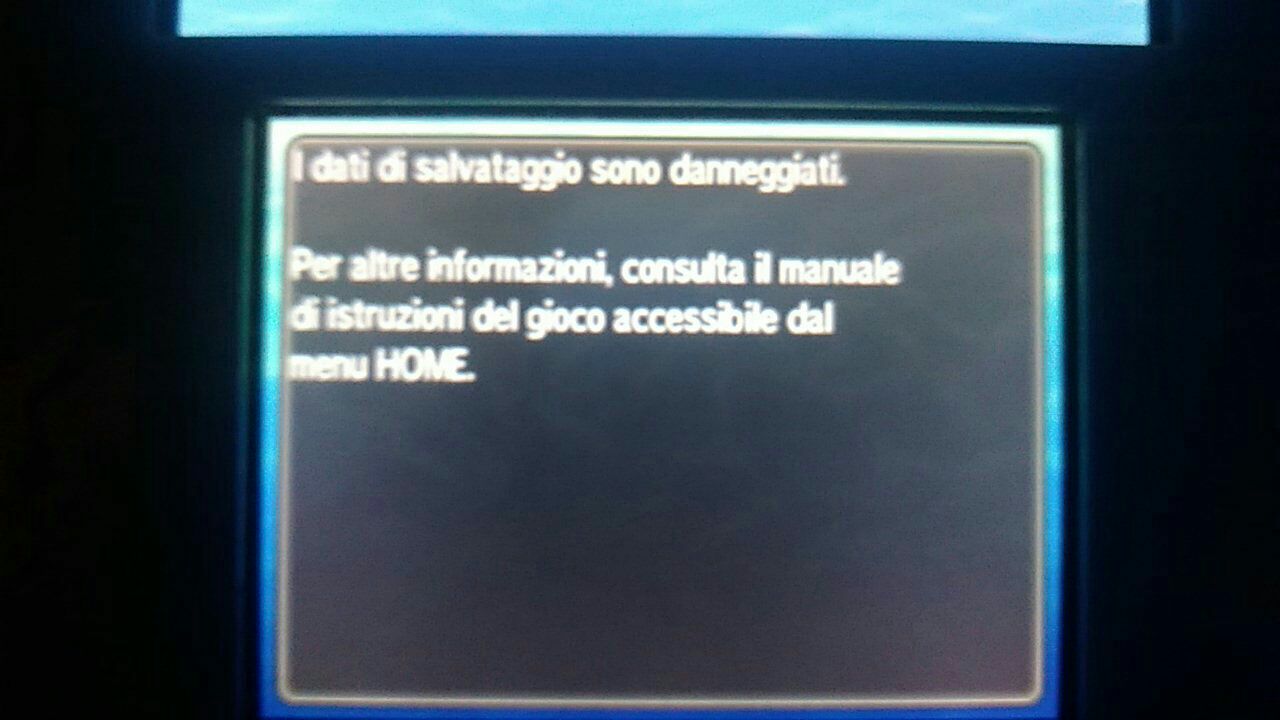 I dati di salvataggio sono danneggiati.
Per altre informazioni, consulta il manuale
di istruzioni del gioco accessibile dal
menu HOME.